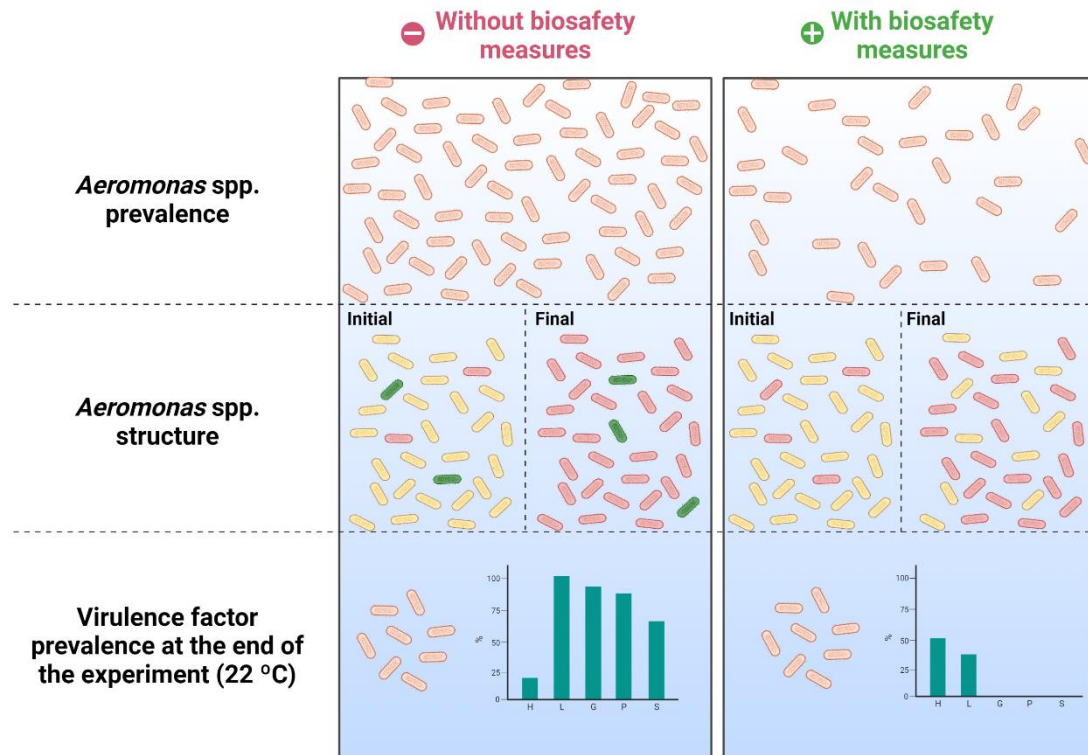 − Without biosafety
measures
+ With biosafety
measures
Aeromonas spp.
prevalence
Aeromonas spp.
structure
Initial
Final
Initial
Final
Virulence factor
prevalence at the end of
the experiment (22 ºC)
%
100
75
50
25
0
H L G P S
%
100
75
50
25
0
H L G P S